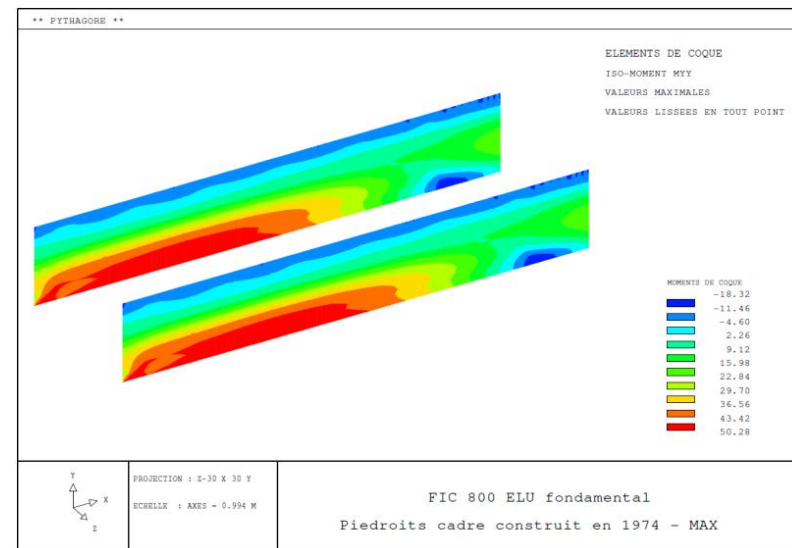 ** PYTHAGORE **
ELEMENTS DE COQUE
ISO-MOMENT MYY
VALEURS MAXIMALES
VALEURS LISSEES EN TOUT POINT
MOMENTS DE COQUE
-18.32
-11.46
-4.60
2.26
9.12
15.98
22.84
29.70
36.56
43.42
50.28
Y
X
Z
PROJECTION : Z-30 X 30 Y
ECHELLE : AXES = 0.994 M
FIC 800 ELU fondamental
Piedroits cadre construit en 1974 - MAX